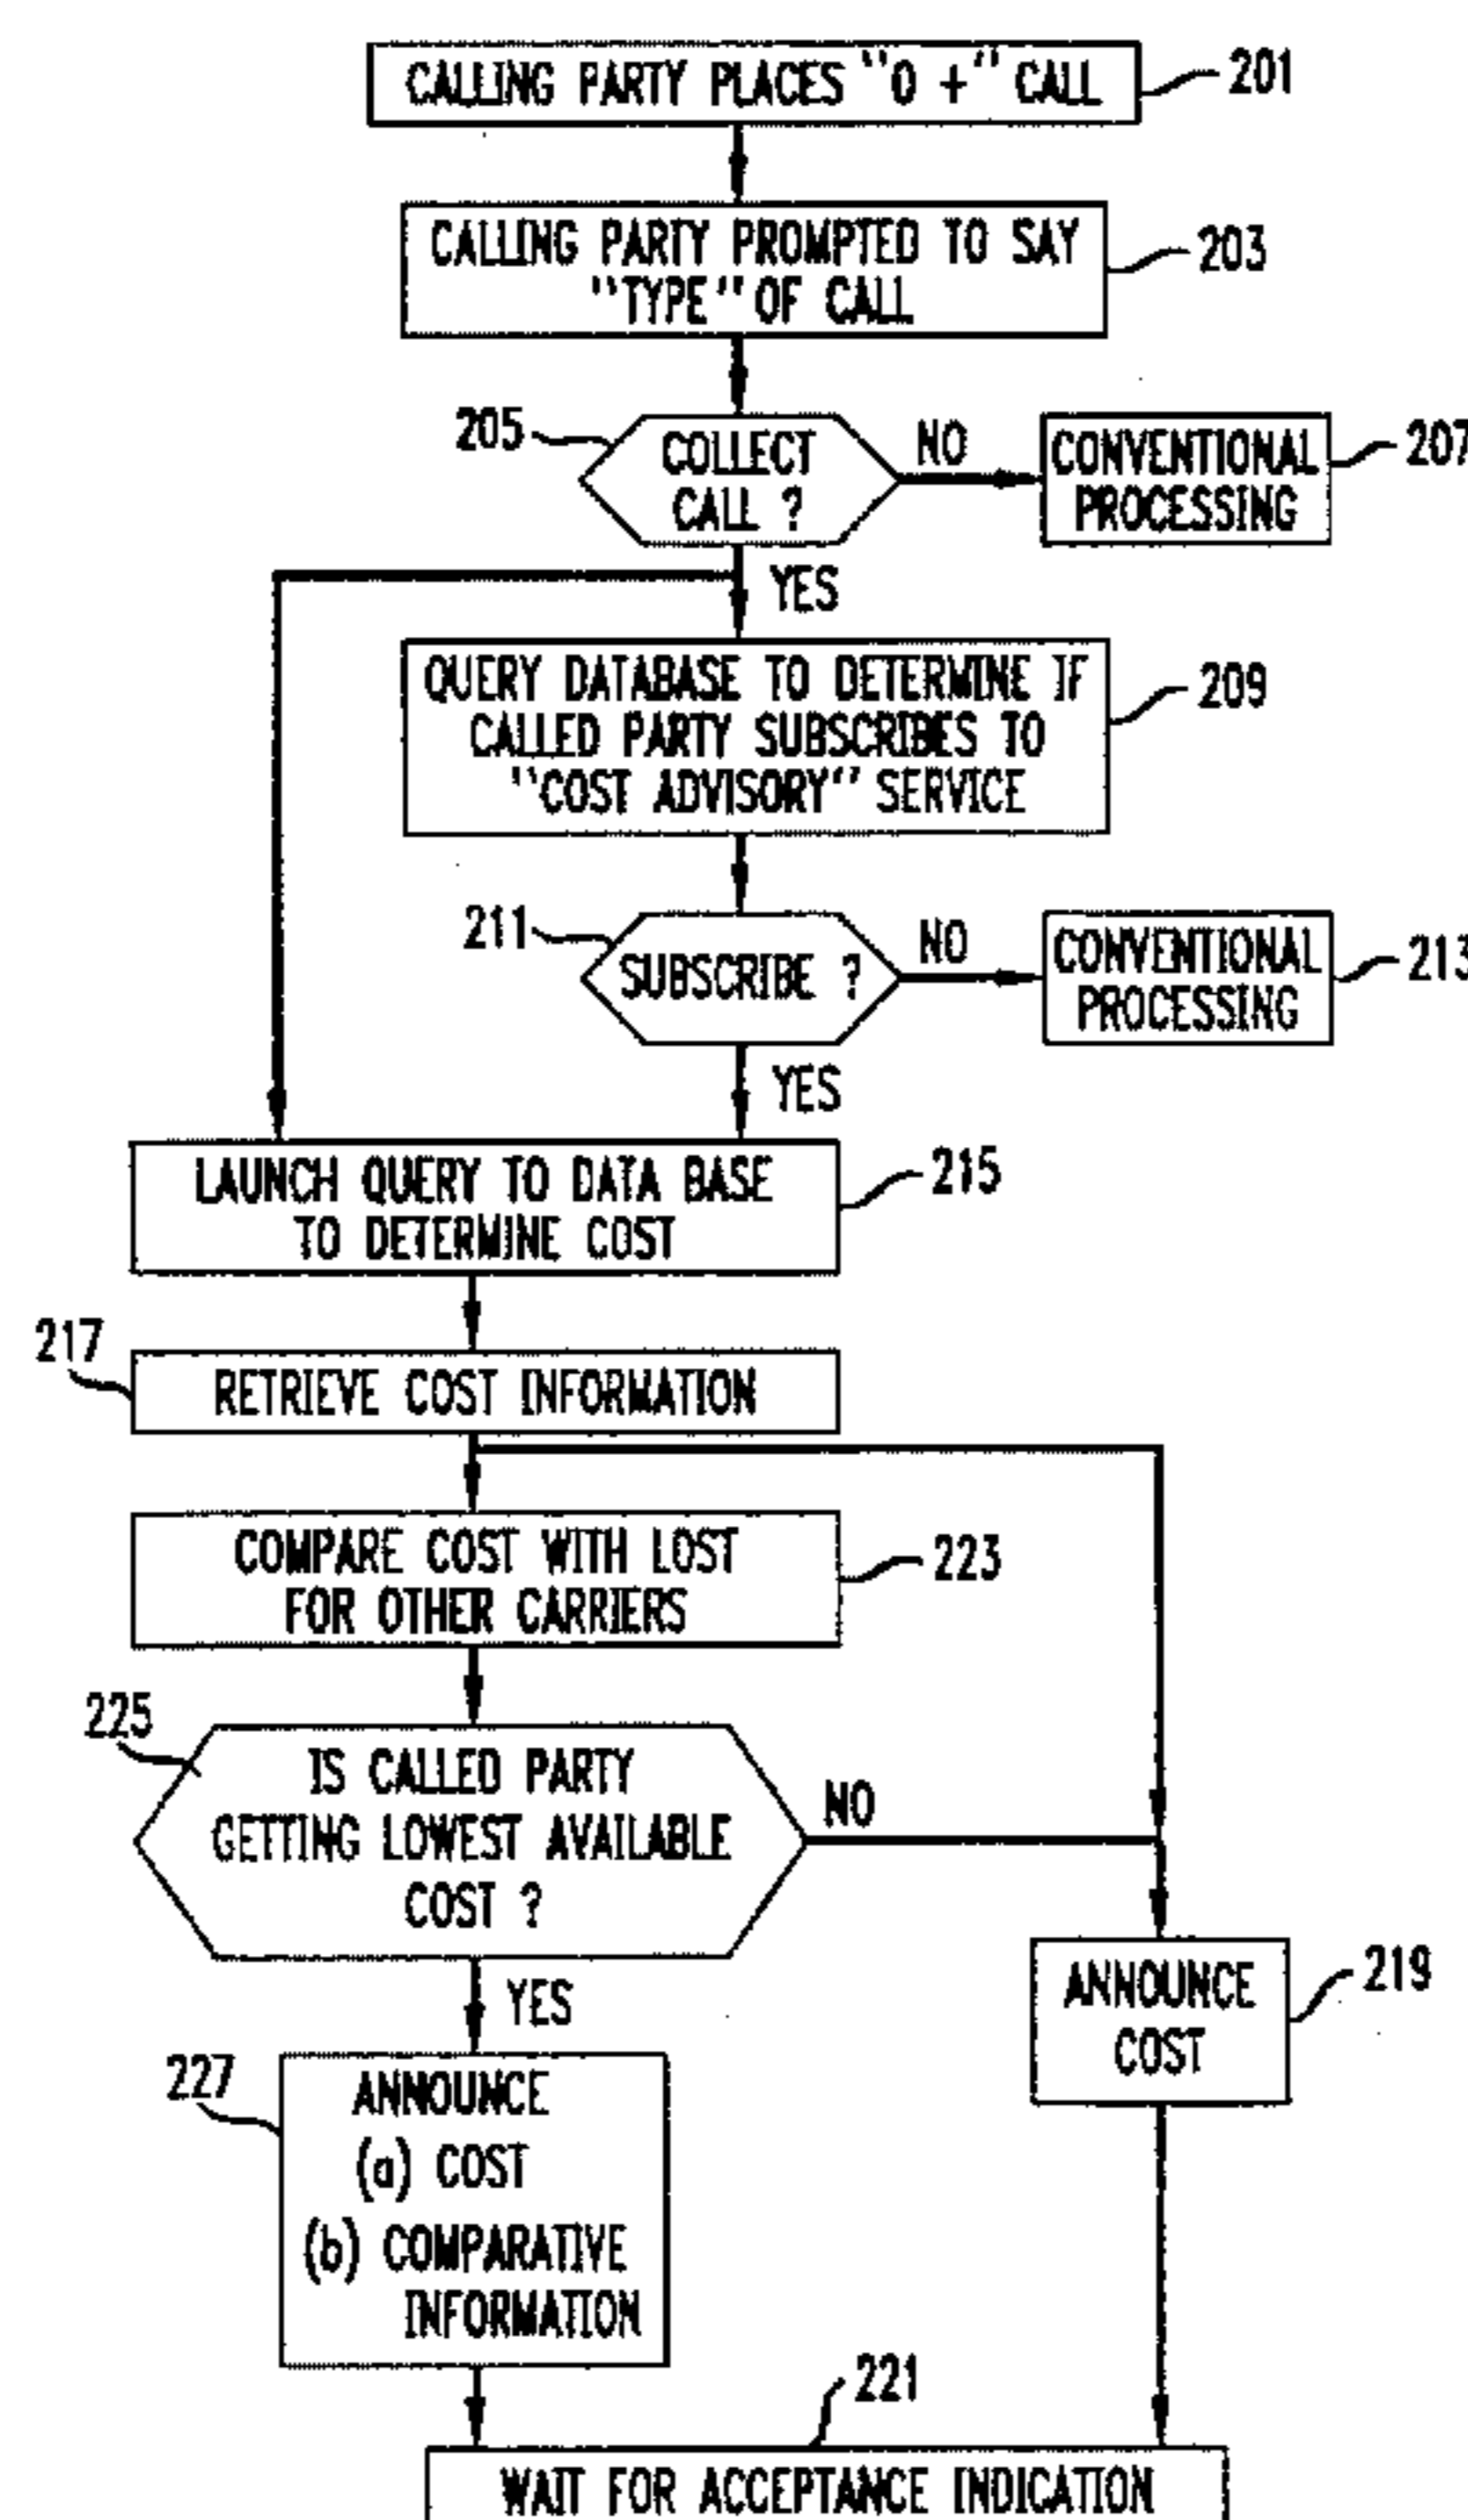 CALLING PARTY PLACES "0 +" CALL
201
CALLING PARTY PROMPTED TO SAY
"TYPE" OF CALL
203
205
COLLECT
CALL ?
NO
CONVENTIONAL
PROCESSING
207
YES
QUERY DATABASE TO DETERMINE IF
CALLED PARTY SUBSCRIBES TO
"COST ADVISORY" SERVICE
209
211
SUBSCRIBE ?
NO
CONVENTIONAL
PROCESSING
213
YES
LAUNCH QUERY TO DATA BASE
TO DETERMINE COST
215
217
RETRIEVE COST INFORMATION
COMPARE COST WITH LOST
FOR OTHER CARRIERS
223
225
IS CALLED PARTY
GETTING LOWEST AVAILABLE
COST ?
NO
YES
ANNOUNCE
COST
219
227
ANNOUNCE
(a) COST
(b) COMPARATIVE
INFORMATION
221
WAIT FOR ACCEPTANCE INDICATION